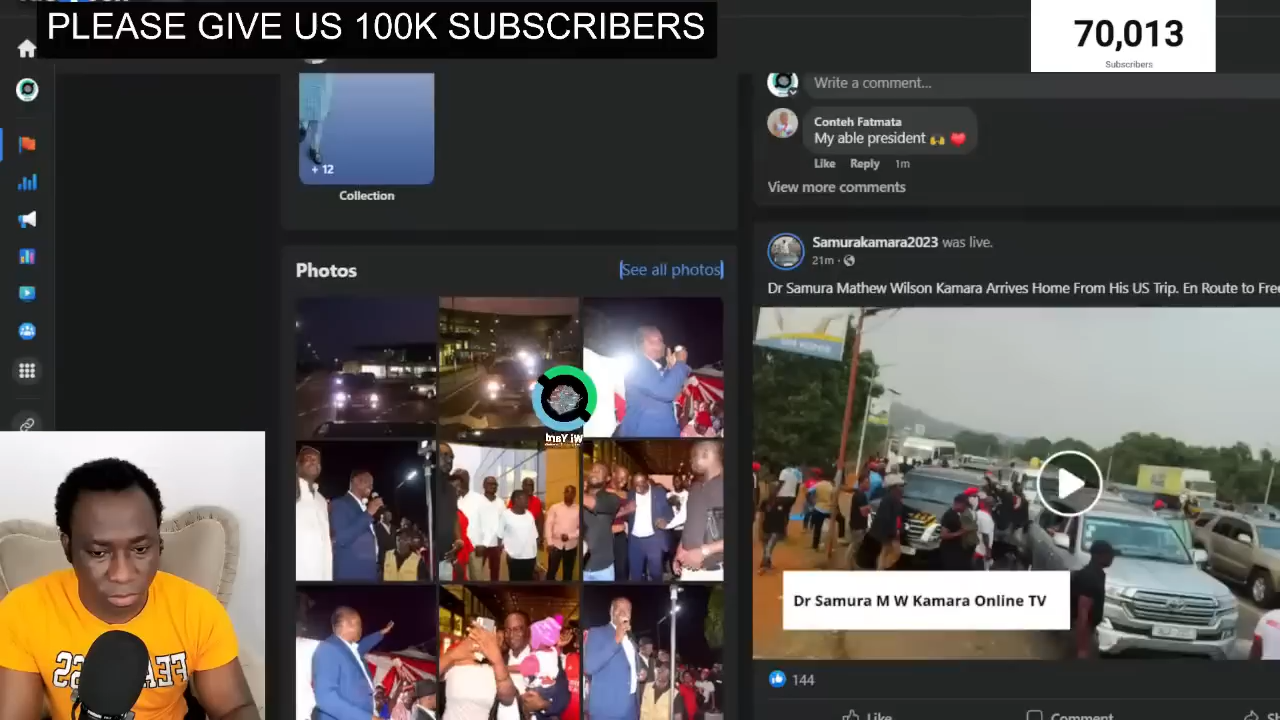 PLEASE GIVE US 100K SUBSCRIBERS
70,013
Subscribers
+ 12
Collection
Photos
See all photos
Write a comment...
Conteh Fatmata
My able president 🙌 ❤️
Like Reply 1m
View more comments
Samurakamara2023 was live.
21m ·
Dr Samura Mathew Wilson Kamara Arrives Home From His US Trip. En Route to Fre
Dr Samura M W Kamara Online TV
144
Like
Comment